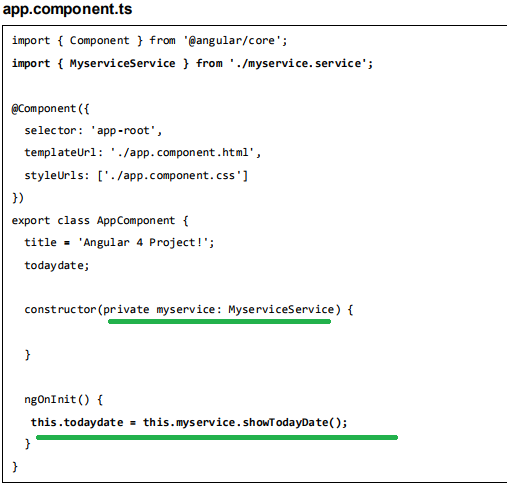 app.component.ts
import { Component } from '@angular/core';
import { MyserviceService } from './myservice.service';
@Component({
selector: 'app-root',
templateUrl: './app.component.html',
styleUrls: ['./app.component.css']
})
export class AppComponent {
title = 'Angular 4 Project!';
todaydate;
constructor(private myservice: MyserviceService) {
}
ngOnInit() {
this.todaydate = this.myservice.showTodayDate();
}
}